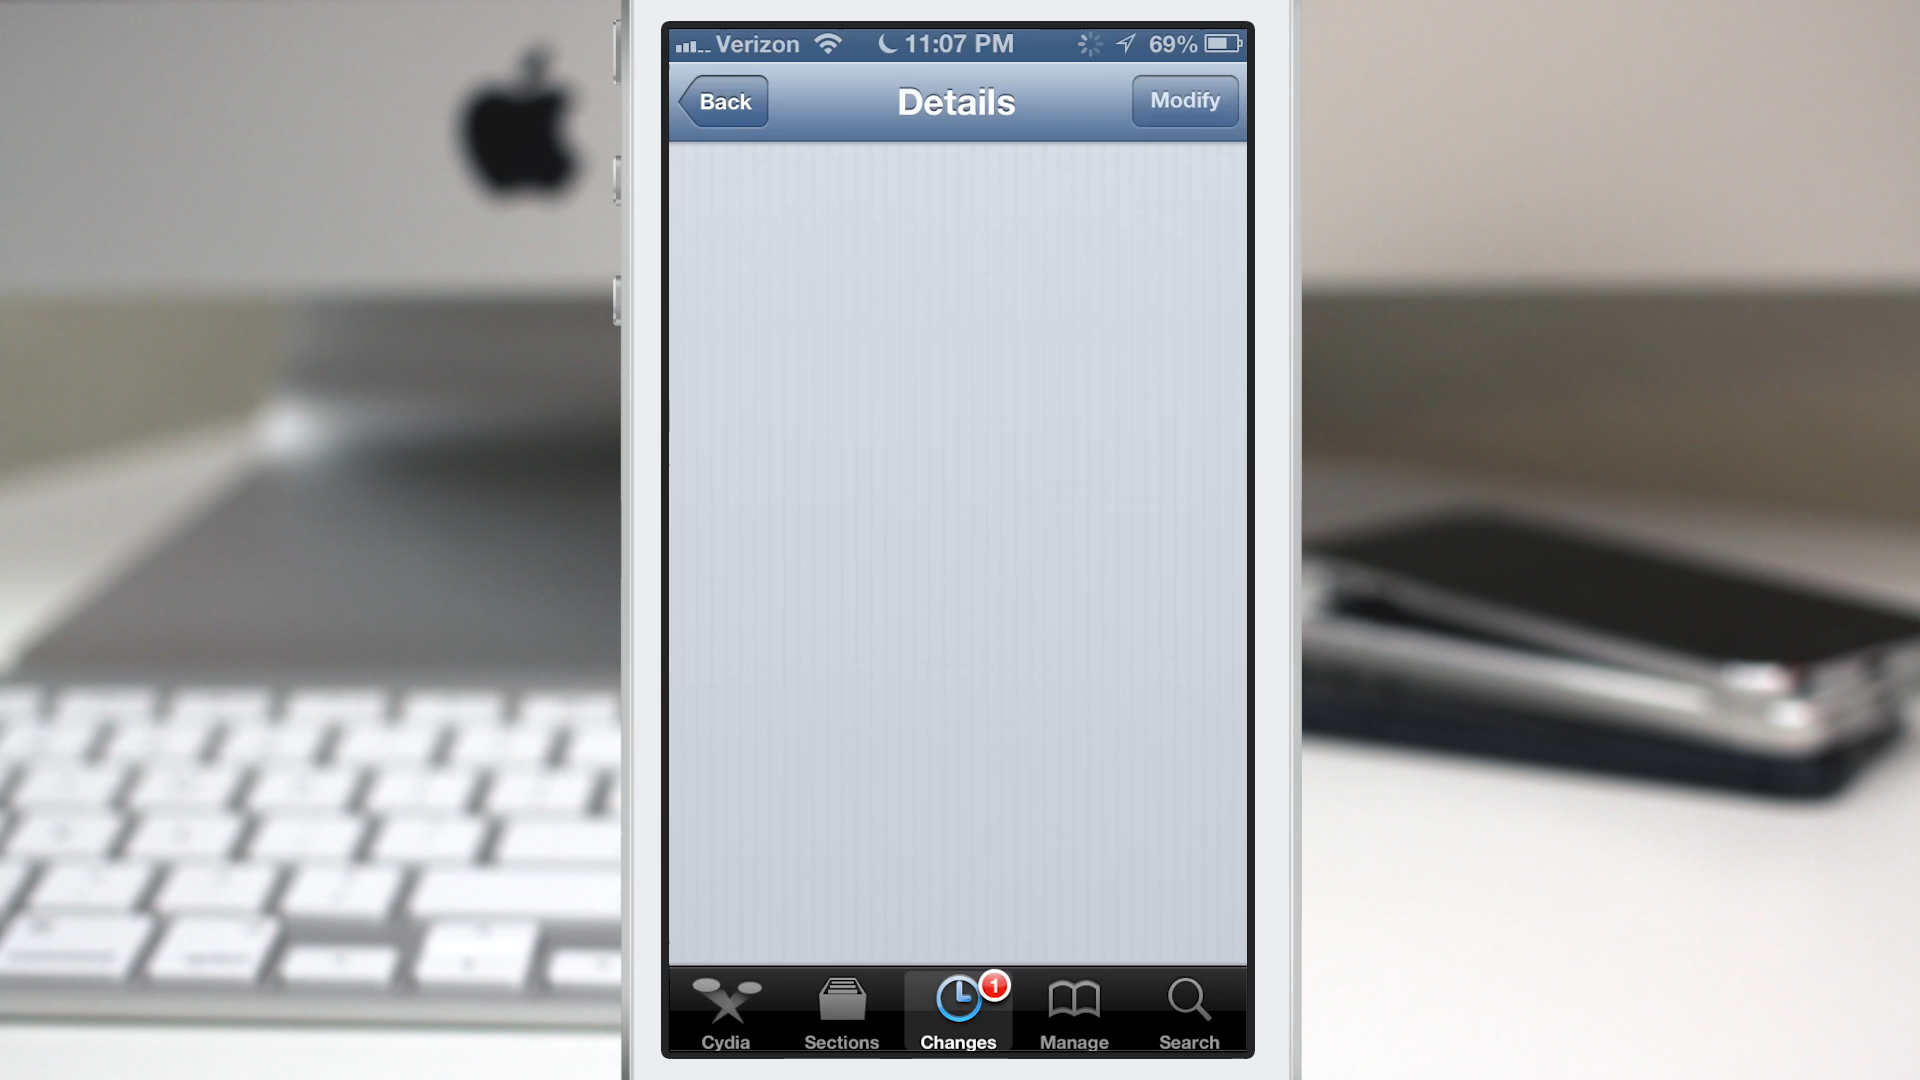 Verizon 11:07 PM 69%
Back Details Modify
1
Cydia Sections Changes Manage Search